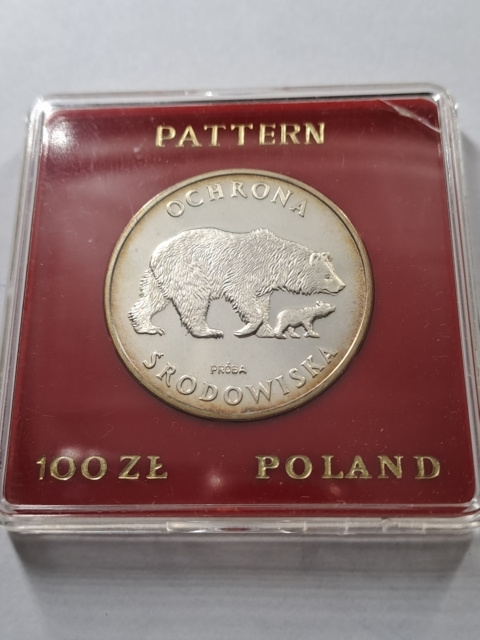 PATTERN
OCHRONA
PRÓBA
ŚRODOWISKA
100 ZŁ POLAND